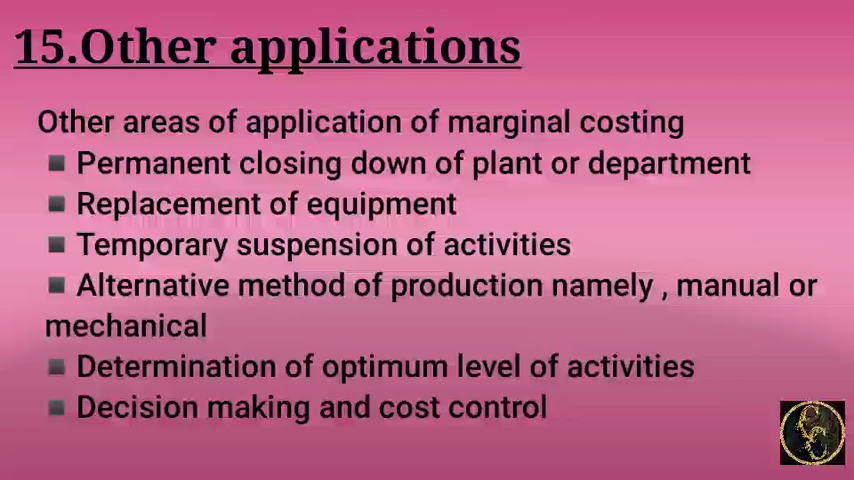 15.Other applications
Other areas of application of marginal costing
▪ Permanent closing down of plant or department
▪ Replacement of equipment
▪ Temporary suspension of activities
▪ Alternative method of production namely , manual or
mechanical
▪ Determination of optimum level of activities
▪ Decision making and cost control